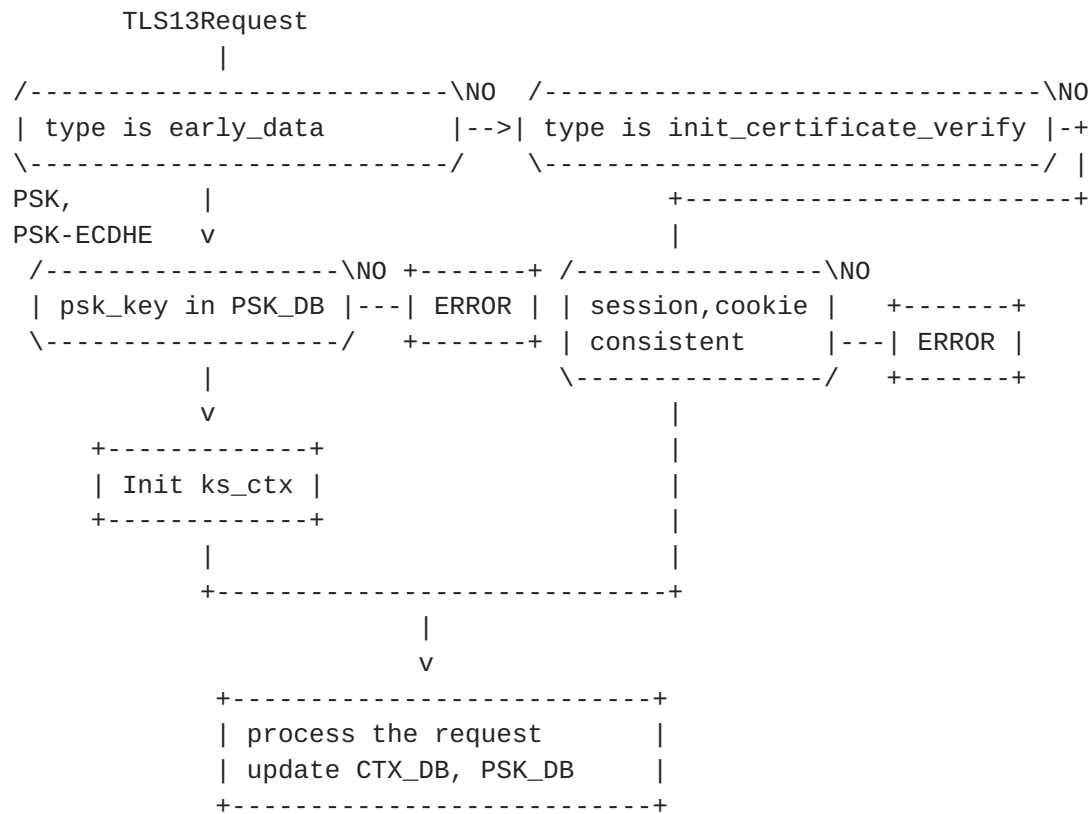 TLS13Request
NO NO
type is early_data type is init_certificate_verify
PSK,
PSK-ECDHE v
NO NO
psk_key in PSK_DB ERROR session,cookie
consistent ERROR
v
Init ks_ctx
v
process the request
update CTX_DB, PSK_DB